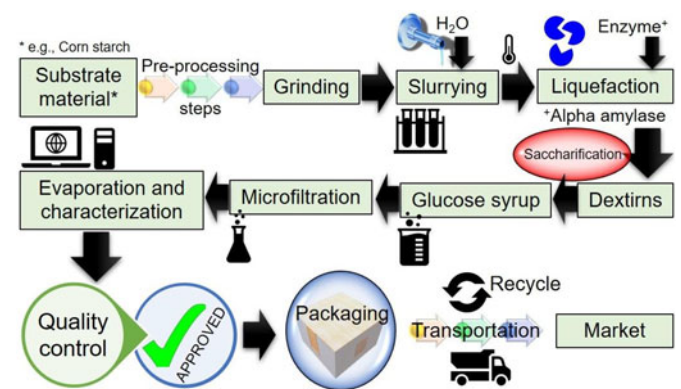 * e.g., Corn starch
Substrate
material*
Pre-processing
steps
Grinding
H₂O
Slurrying
Enzyme⁺
Liquefaction
⁺Alpha amylase
Saccharification
Dextirns
Glucose syrup
Microfiltration
Evaporation and
characterization
Quality
control
APPROVED
Packaging
Recycle
Transportation
Market